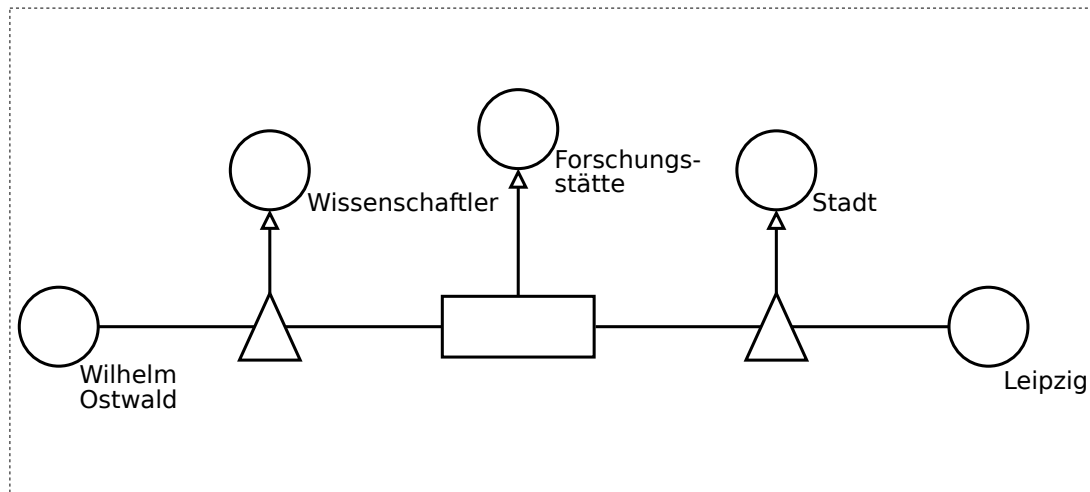 Forschungs-
stätte
Wissenschaftler
Stadt
Wilhelm
Ostwald
Leipzig